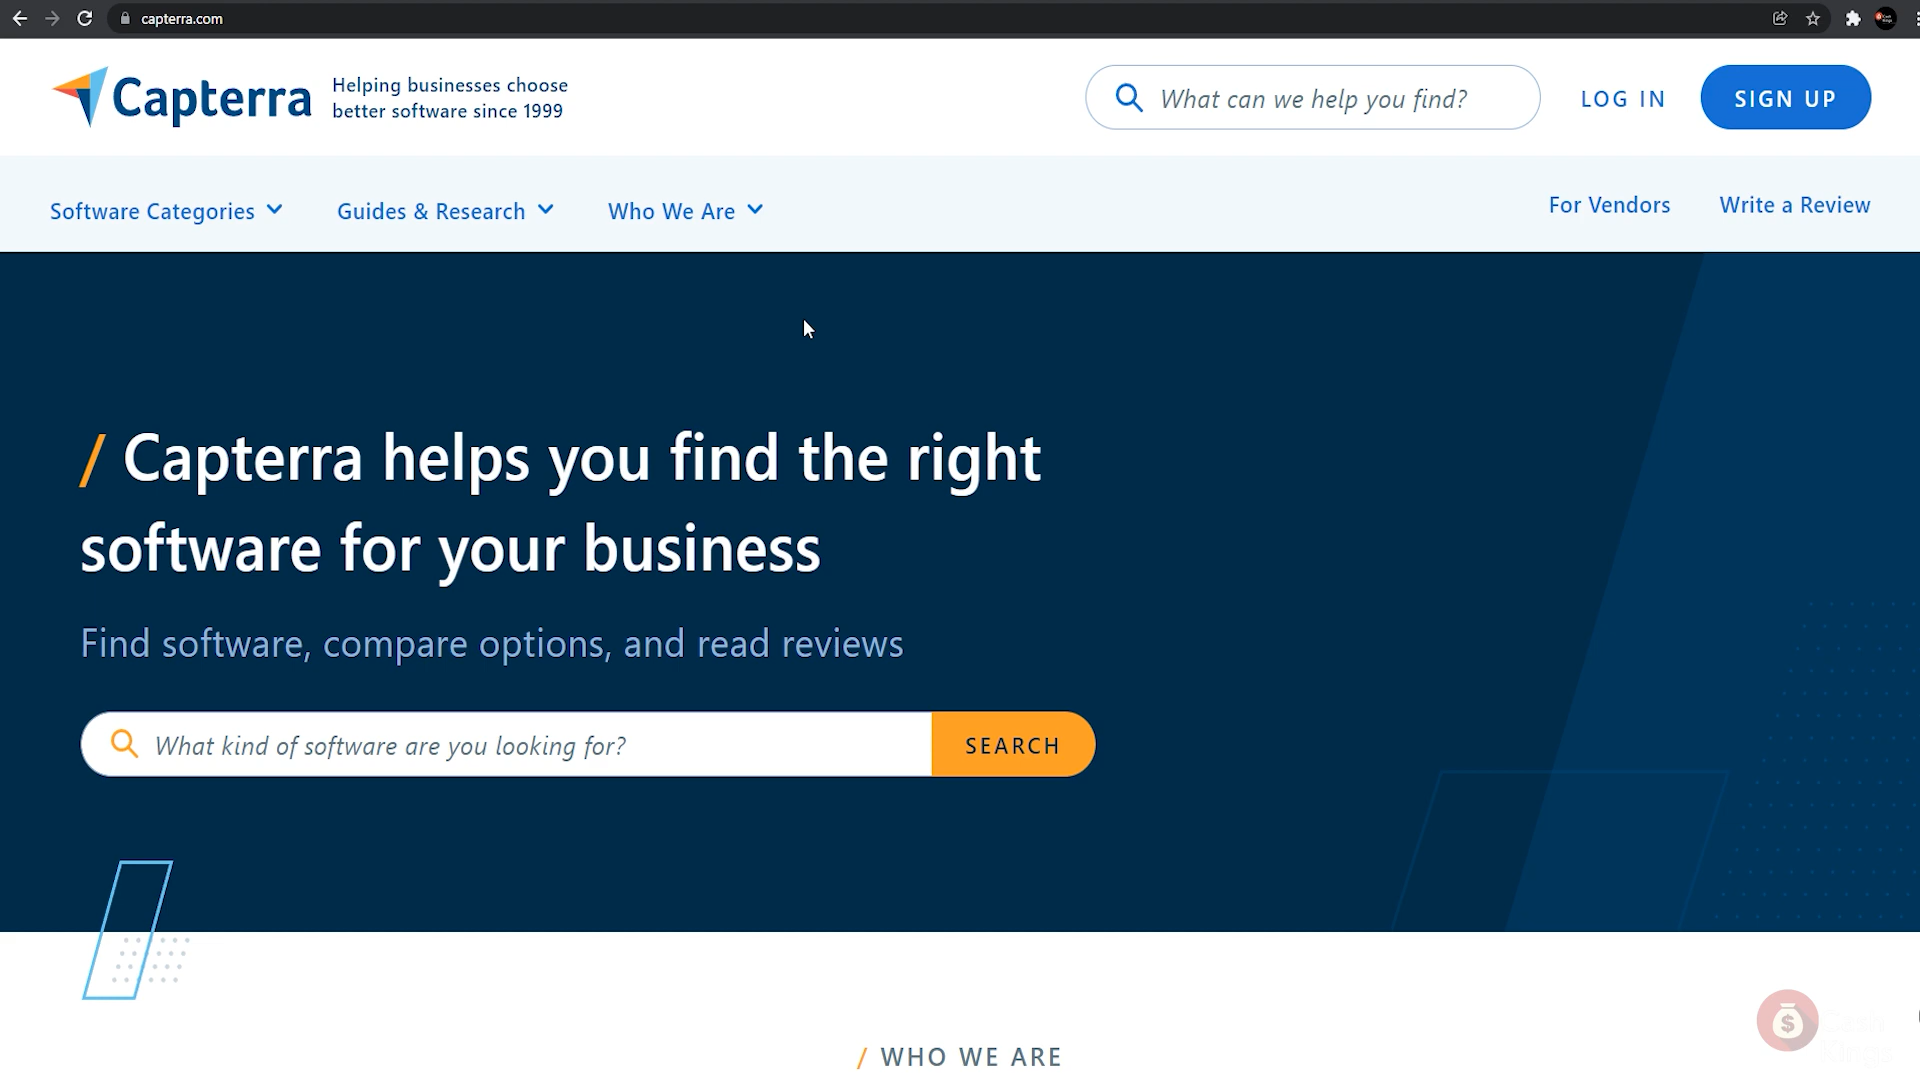 capterra.com
Capterra
Helping businesses choose
better software since 1999
What can we help you find?
LOG IN
SIGN UP
Software Categories
Guides & Research
Who We Are
For Vendors
Write a Review
/ Capterra helps you find the right
software for your business
Find software, compare options, and read reviews
What kind of software are you looking for?
SEARCH
/ WHO WE ARE